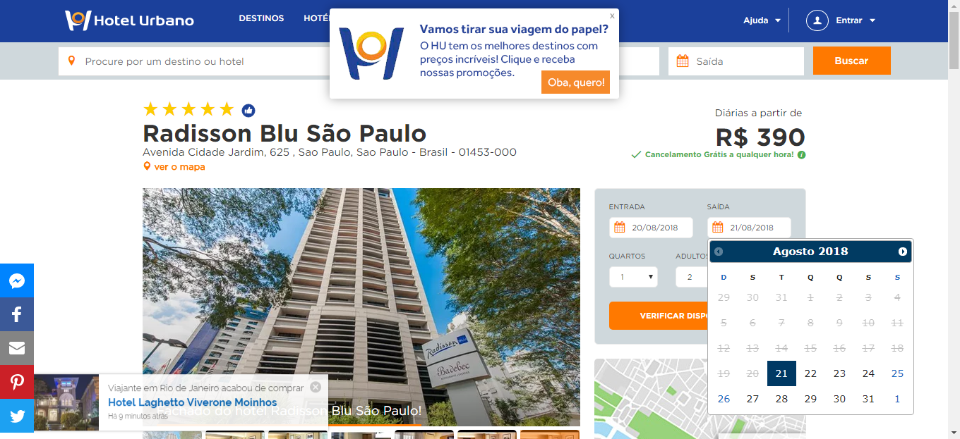 Hotel Urbano
DESTINOS
Ajuda
Entrar
x
Vamos tirar sua viagem do papel?
O HU tem os melhores destinos com
preços incríveis! Clique e receba
nossas promoções.
Oba, quero!
Procure por um destino ou hotel
Saída
Buscar
Radisson Blu São Paulo
Avenida Cidade Jardim, 625 , Sao Paulo, Sao Paulo - Brasil - 01453-000
ver o mapa
Diárias a partir de
R$ 390
Cancelamento Grátis a qualquer hora! i
Radisson
Badebec
ENTRADA
SAÍDA
20/08/2018
21/08/2018
QUARTOS
ADULTOS
1
2
VERIFICAR
Agosto 2018
D S T Q Q S S
29 30 31 1 2 3 4
5 6 7 8 9 10 11
12 13 14 15 16 17 18
19 20 21 22 23 24 25
26 27 28 29 30 31 1
Viajante em Rio de Janeiro acabou de comprar
Hotel Laghetto Viverone Moinhos
Há 9 minutos atrás
do hotel Radisson Blu São Paulo!